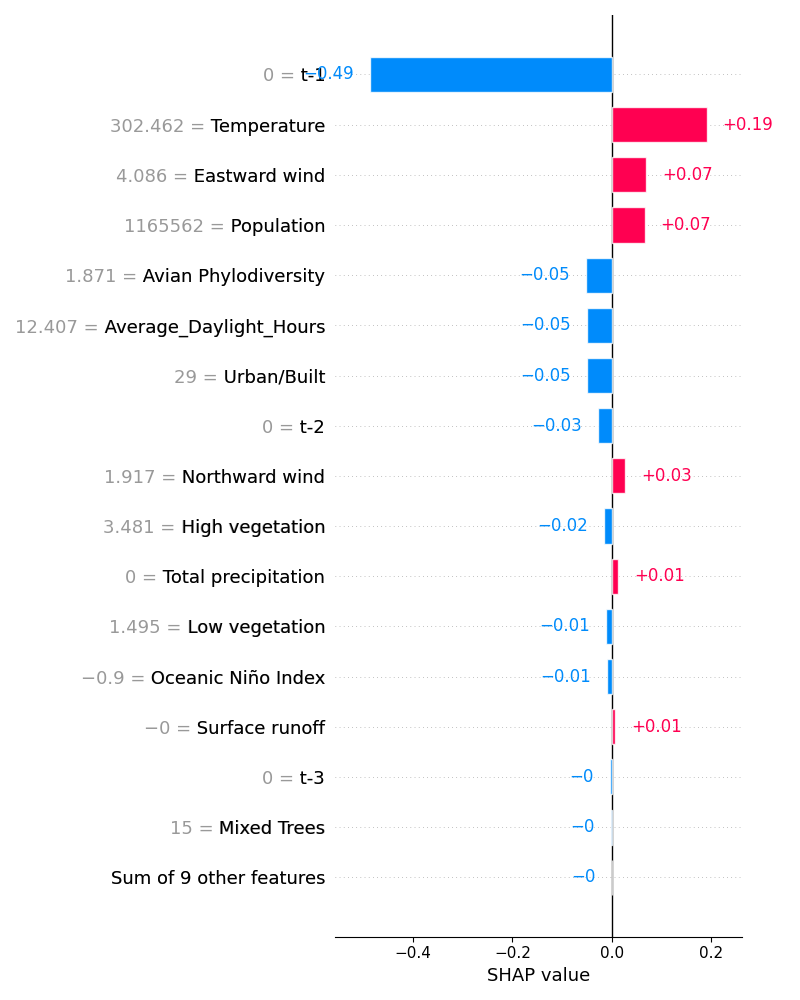 0 = t-1 −0.49
302.462 = Temperature +0.19
4.086 = Eastward wind +0.07
1165562 = Population +0.07
1.871 = Avian Phylodiversity −0.05
12.407 = Average_Daylight_Hours −0.05
29 = Urban/Built −0.05
0 = t-2 −0.03
1.917 = Northward wind +0.03
3.481 = High vegetation −0.02
0 = Total precipitation +0.01
1.495 = Low vegetation −0.01
−0.9 = Oceanic Niño Index −0.01
−0 = Surface runoff +0.01
0 = t-3 −0
15 = Mixed Trees −0
Sum of 9 other features −0
−0.4 −0.2 0.0 0.2
SHAP value